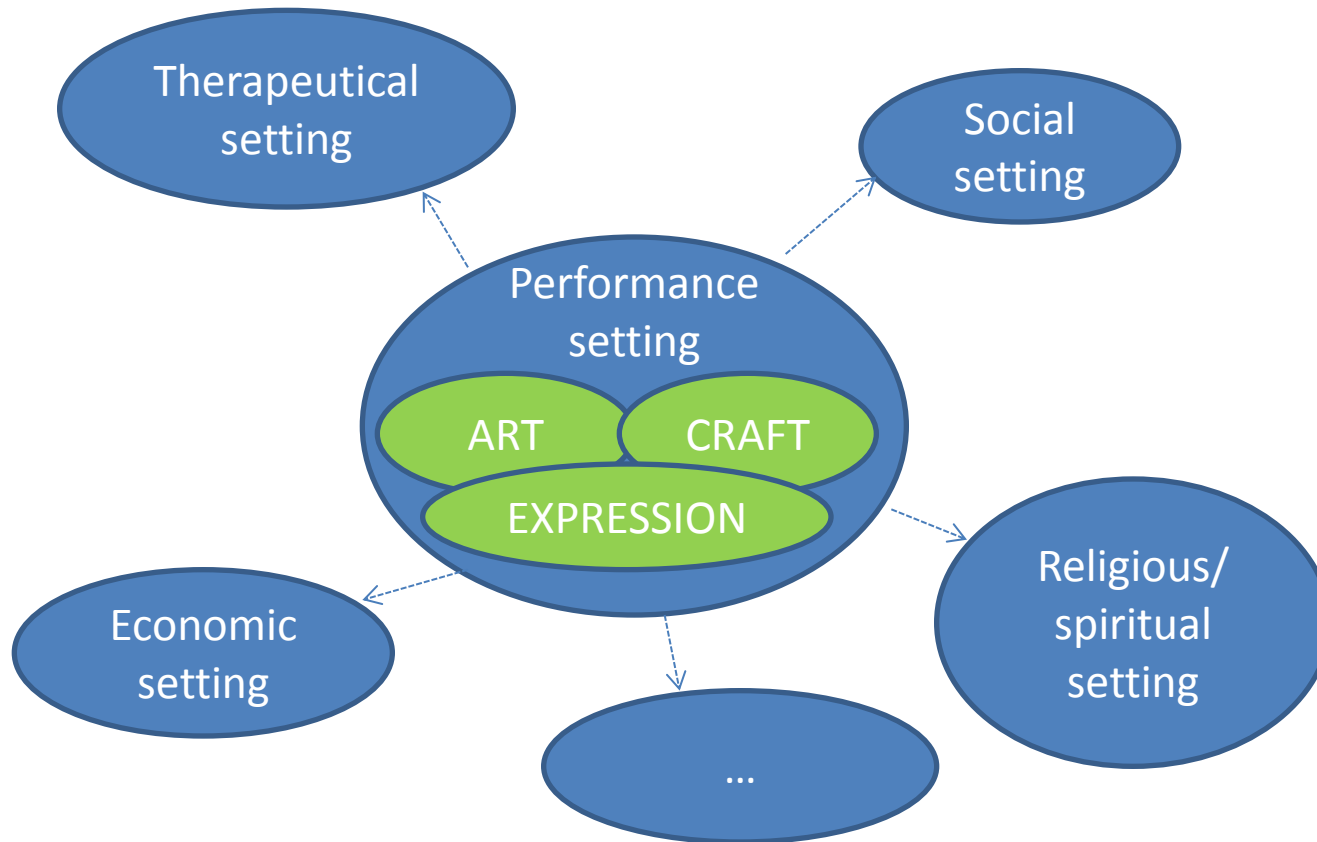 Therapeutical
setting
Social
setting
Performance
setting
ART
CRAFT
EXPRESSION
Religious/
spiritual
setting
Economic
setting
...